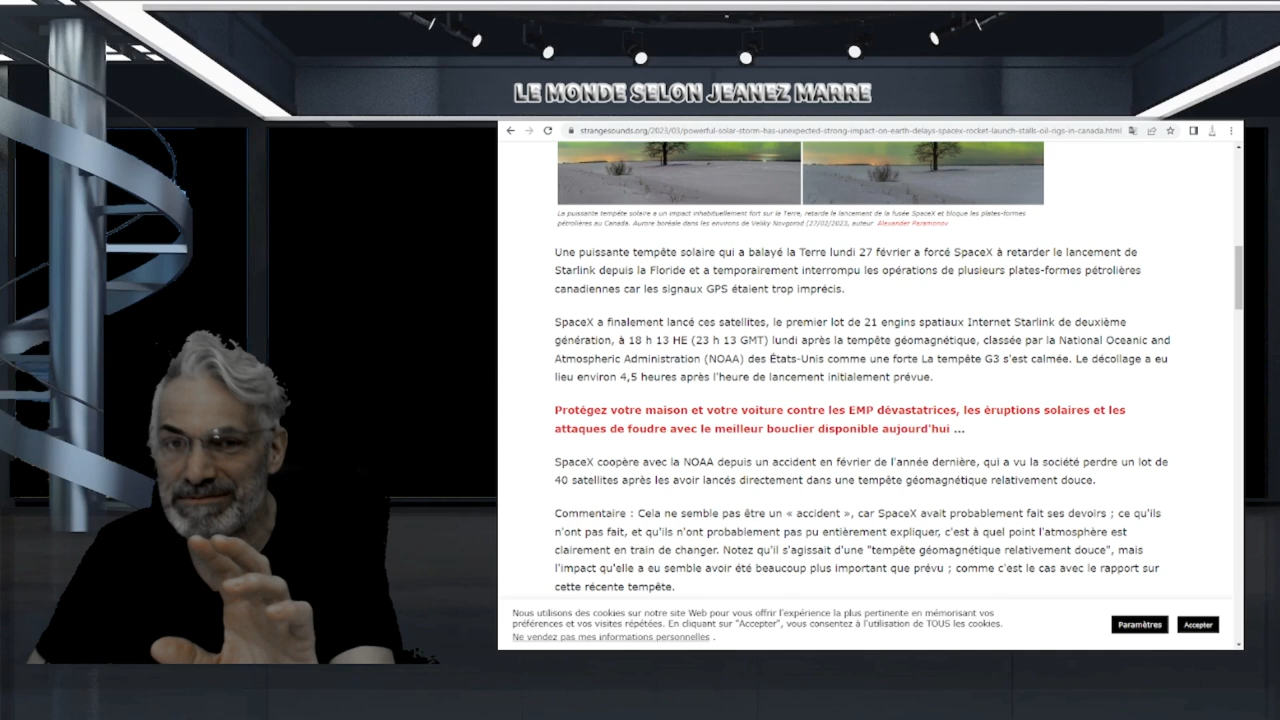 LE MONDE SELON JEANEZ MARRE
strangesounds.org/2023/03/powerful-solar-storm-has-unexpected-strong-impact-on-earth-delays-spacex-rocket-launch-stalls-oil-rigs-in-canada.html
La puissante tempête solaire a un impact inhabituellement fort sur la Terre, retarde le lancement de la fusée SpaceX et bloque les plates-formes
pétrolières au Canada. Aurore boréale dans les environs de Veliky Novgorod (27/02/2023, auteur Alexander Paramonov
Une puissante tempête solaire qui a balayé la Terre lundi 27 février a forcé SpaceX à retarder le lancement de
Starlink depuis la Floride et a temporairement interrompu les opérations de plusieurs plates-formes pétrolières
canadiennes car les signaux GPS étaient trop imprécis.
SpaceX a finalement lancé ces satellites, le premier lot de 21 engins spatiaux Internet Starlink de deuxième
génération, à 18 h 13 HE (23 h 13 GMT) lundi après la tempête géomagnétique, classée par la National Oceanic and
Atmospheric Administration (NOAA) des États-Unis comme une forte La tempête G3 s'est calmée. Le décollage a eu
lieu environ 4,5 heures après l'heure de lancement initialement prévue.
Protégez votre maison et votre voiture contre les EMP dévastatrices, les éruptions solaires et les
attaques de foudre avec le meilleur bouclier disponible aujourd'hui ...
SpaceX coopère avec la NOAA depuis un accident en février de l'année dernière, qui a vu la société perdre un lot de
40 satellites après les avoir lancés directement dans une tempête géomagnétique relativement douce.
Commentaire : Cela ne semble pas être un « accident », car SpaceX avait probablement fait ses devoirs ; ce qu'ils
n'ont pas fait, et qu'ils n'ont probablement pas pu entièrement expliquer, c'est à quel point l'atmosphère est
clairement en train de changer. Notez qu'il s'agissait d'une "tempête géomagnétique relativement douce", mais
l'impact qu'elle a eu semble avoir été beaucoup plus important que prévu ; comme c'est le cas avec le rapport sur
cette récente tempête.
Nous utilisons des cookies sur notre site Web pour vous offrir l'expérience la plus pertinente en mémorisant vos
préférences et vos visites répétées. En cliquant sur "Accepter", vous consentez à l'utilisation de TOUS les cookies.
Ne vendez pas mes informations personnelles .
Paramètres
Accepter